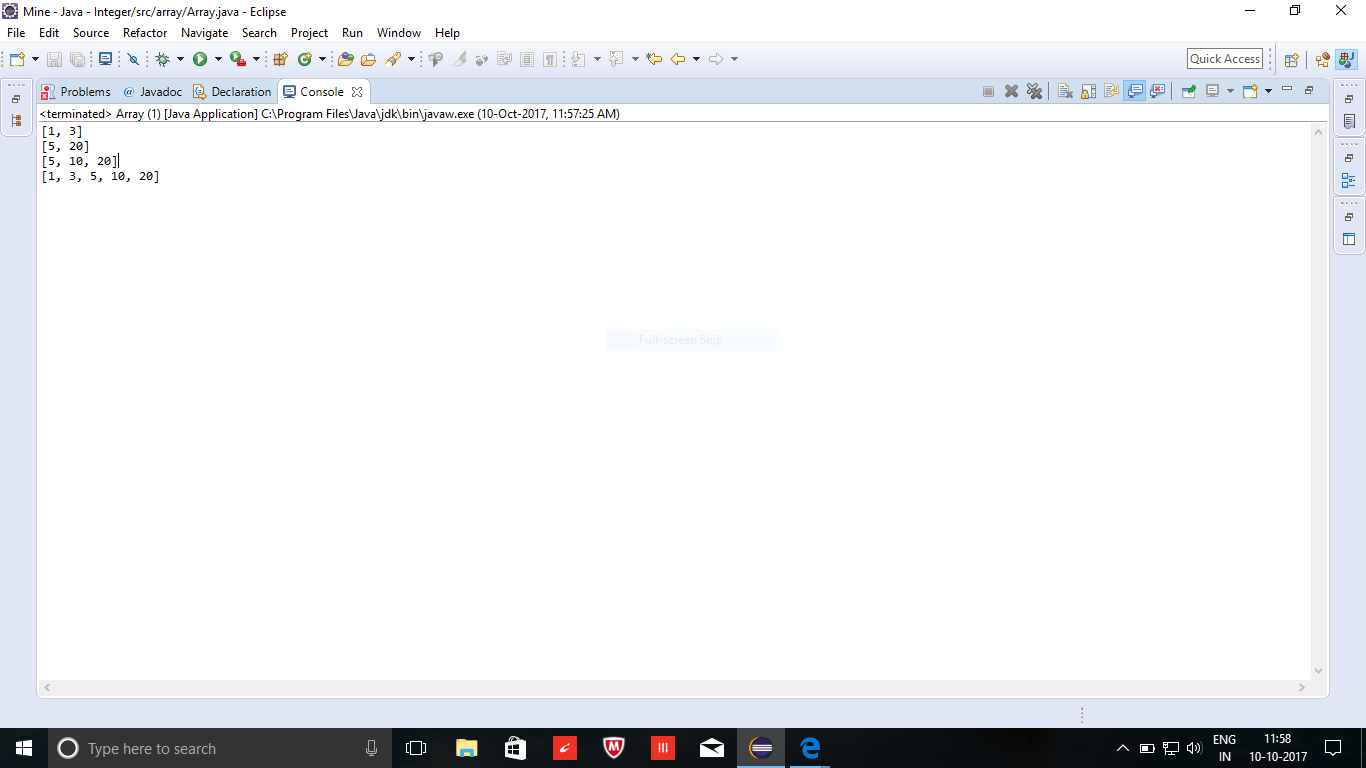 Mine - Java - Integer/src/array/Array.java - Eclipse
File Edit Source Refactor Navigate Search Project Run Window Help
Quick Access
Problems @ Javadoc Declaration Console
<terminated> Array (1) [Java Application] C:\Program Files\Java\jdk\bin\javaw.exe (10-Oct-2017, 11:57:25 AM)
[1, 3]
[5, 20]
[5, 10, 20]
[1, 3, 5, 10, 20]
Full-screen Snip
Type here to search
ENG 11:58
IN 10-10-2017